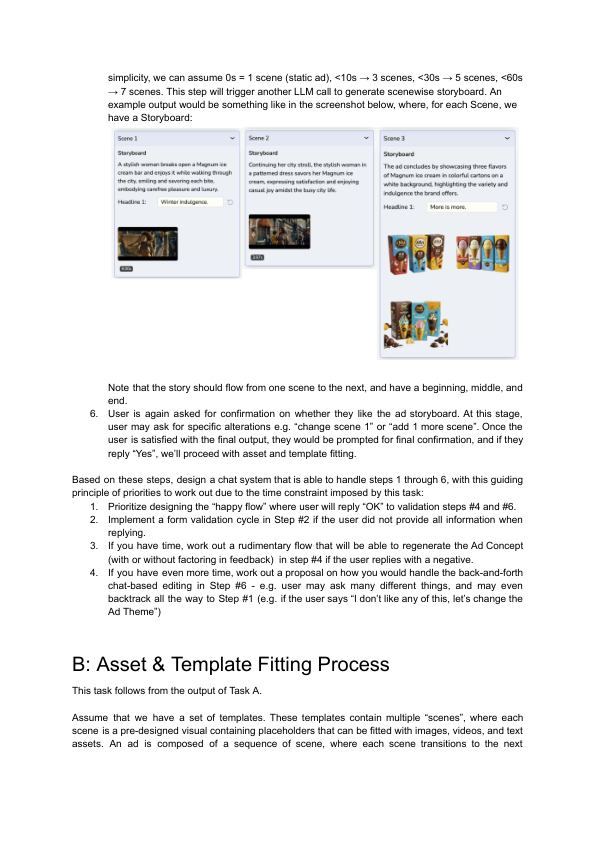 simplicity, we can assume 0s = 1 scene (static ad), <10s → 3 scenes, <30s → 5 scenes, <60s
→ 7 scenes. This step will trigger another LLM call to generate scenewise storyboard. An
example output would be something like in the screenshot below, where, for each Scene, we
have a Storyboard:
Scene 1
Storyboard
A stylish woman breaks open a Magnum ice
cream bar and enjoys it while walking through
the city, smiling and savoring each bite,
embodying carefree pleasure and luxury.
Headline 1: Winter indulgence.
Scene 2
Storyboard
Continuing her city stroll, the stylish woman in
a patterned dress savors her Magnum ice
cream, expressing satisfaction and enjoying
casual joy amidst the busy city life.
Scene 3
Storyboard
The ad concludes by showcasing three flavors
of Magnum ice cream in colorful cartons on a
white background, highlighting the variety and
indulgence the brand offers.
Headline 1: More is more.
Note that the story should flow from one scene to the next, and have a beginning, middle, and
end.
6. User is again asked for confirmation on whether they like the ad storyboard. At this stage,
user may ask for specific alterations e.g. “change scene 1” or “add 1 more scene”. Once the
user is satisfied with the final output, they would be prompted for final confirmation, and if they
reply “Yes”, we’ll proceed with asset and template fitting.
Based on these steps, design a chat system that is able to handle steps 1 through 6, with this guiding
principle of priorities to work out due to the time constraint imposed by this task:
1. Prioritize designing the “happy flow” where user will reply “OK” to validation steps #4 and #6.
2. Implement a form validation cycle in Step #2 if the user did not provide all information when
replying.
3. If you have time, work out a rudimentary flow that will be able to regenerate the Ad Concept
(with or without factoring in feedback) in step #4 if the user replies with a negative.
4. If you have even more time, work out a proposal on how you would handle the back-and-forth
chat-based editing in Step #6 - e.g. user may ask many different things, and may even
backtrack all the way to Step #1 (e.g. if the user says “I don’t like any of this, let’s change the
Ad Theme”)
B: Asset & Template Fitting Process
This task follows from the output of Task A.
Assume that we have a set of templates. These templates contain multiple “scenes”, where each
scene is a pre-designed visual containing placeholders that can be fitted with images, videos, and text
assets. An ad is composed of a sequence of scene, where each scene transitions to the next